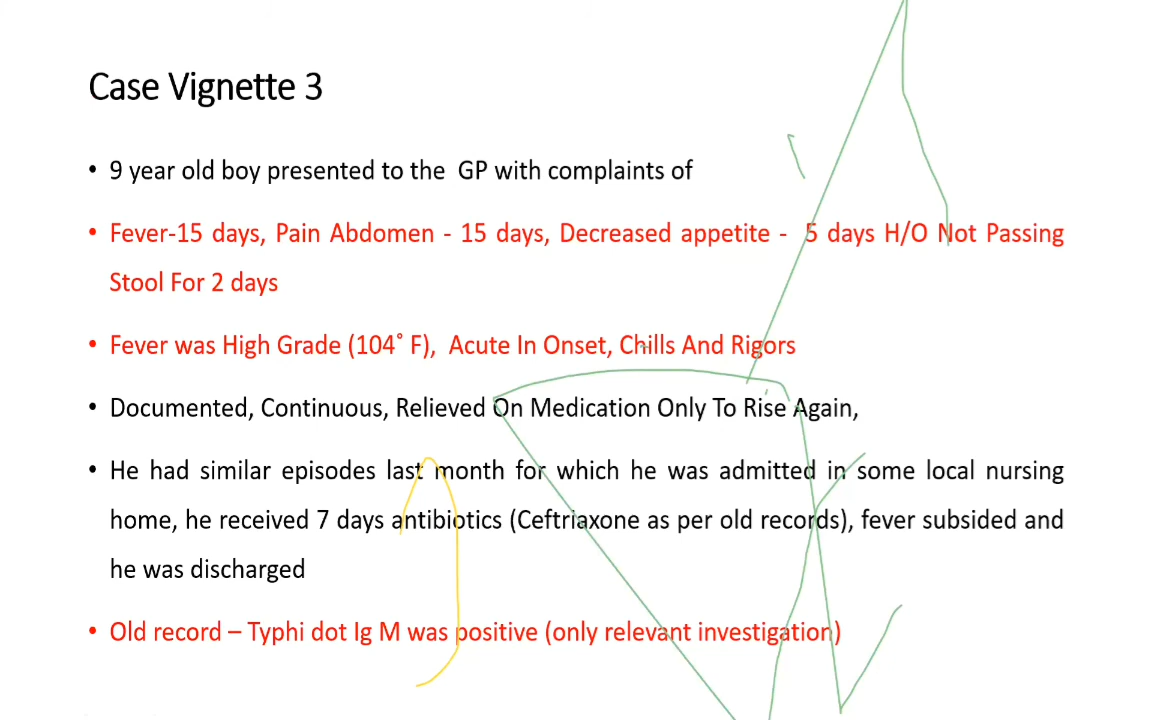 Case Vignette 3
• 9 year old boy presented to the GP with complaints of
• Fever-15 days, Pain Abdomen - 15 days, Decreased appetite - 5 days H/O Not Passing
Stool For 2 days
• Fever was High Grade (104° F), Acute In Onset, Chills And Rigors
• Documented, Continuous, Relieved On Medication Only To Rise Again,
• He had similar episodes last month for which he was admitted in some local nursing
home, he received 7 days antibiotics (Ceftriaxone as per old records), fever subsided and
he was discharged
• Old record – Typhi dot Ig M was positive (only relevant investigation)